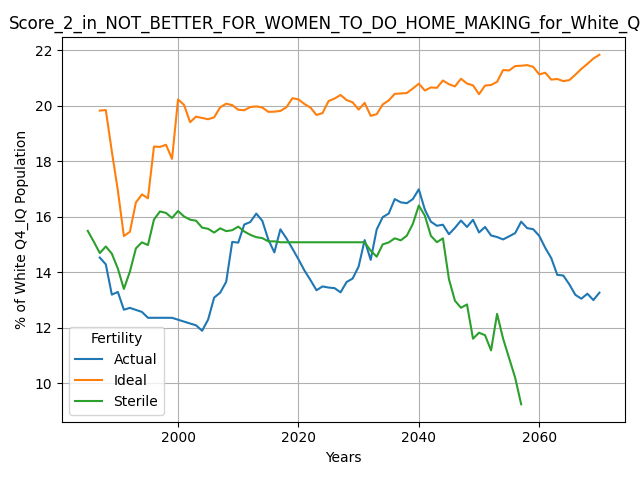 Score_2_in_NOT_BETTER_FOR_WOMEN_TO_DO_HOME_MAKING_for_White_Q
22
20
18
16
14
12
10
% of White Q4_IQ Population
Fertility
Actual
Ideal
Sterile
2000
2020
2040
2060
Years